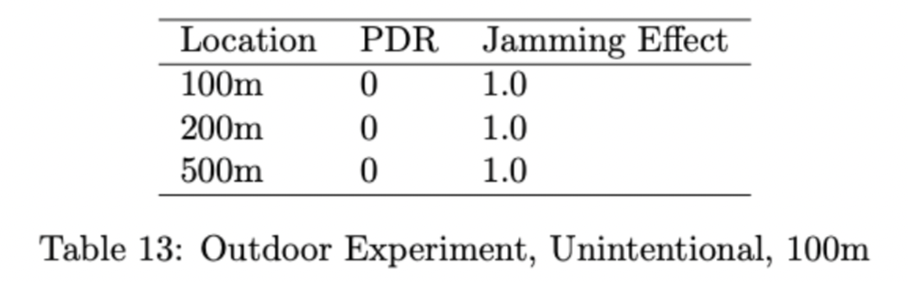 Location PDR Jamming Effect
100m 0 1.0
200m 0 1.0
500m 0 1.0
Table 13: Outdoor Experiment, Unintentional, 100m